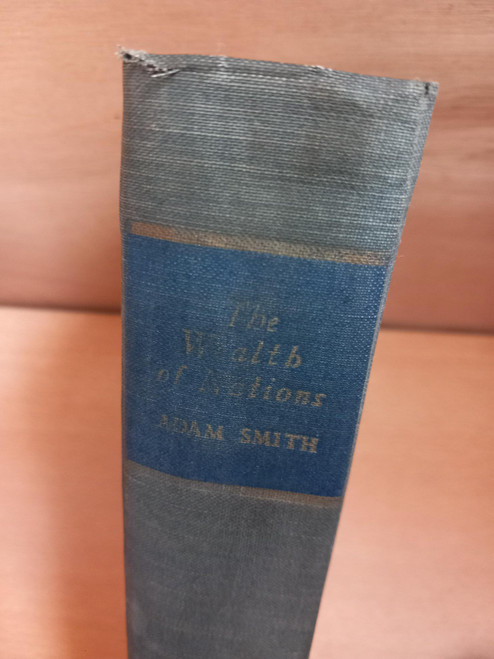 The
Wealth
of Nations
ADAM SMITH